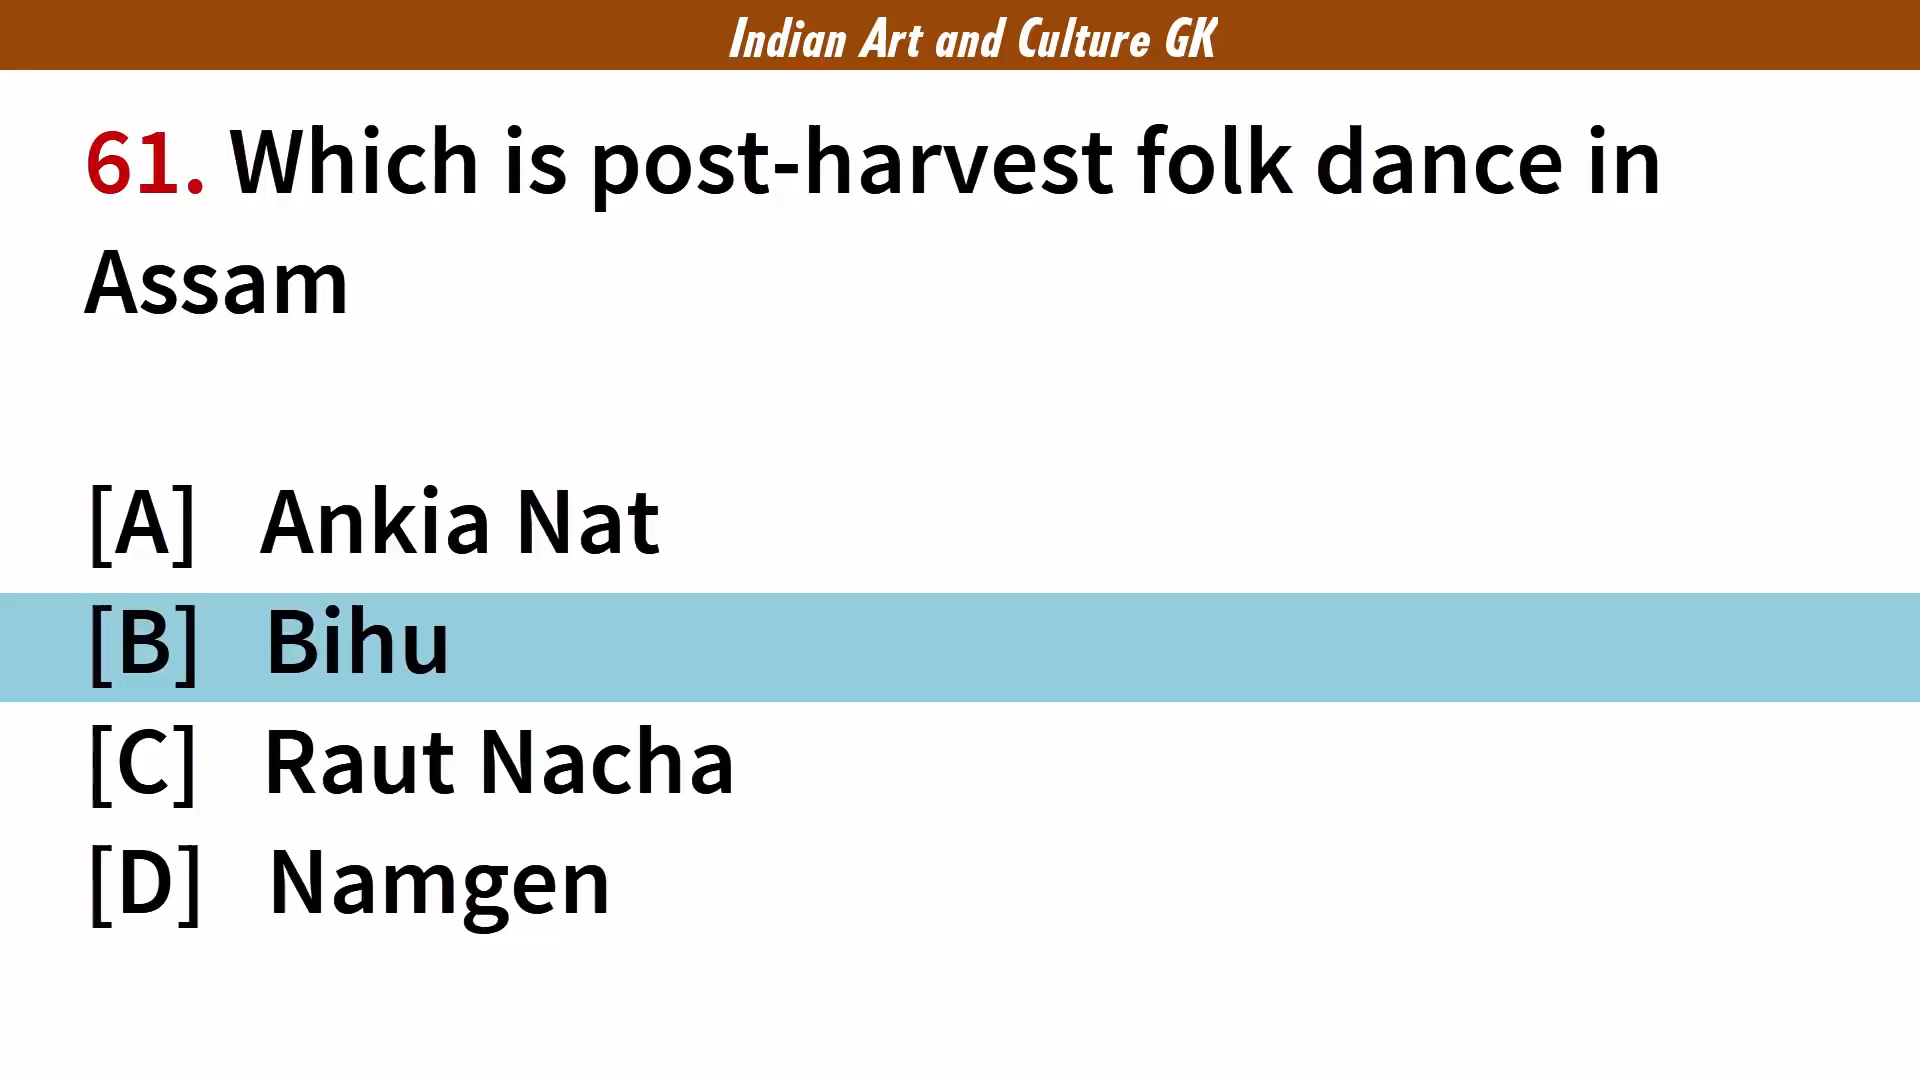 Indian Art and Culture GK
61. Which is post-harvest folk dance in
Assam
[A] Ankia Nat
[B] Bihu
[C] Raut Nacha
[D] Namgen